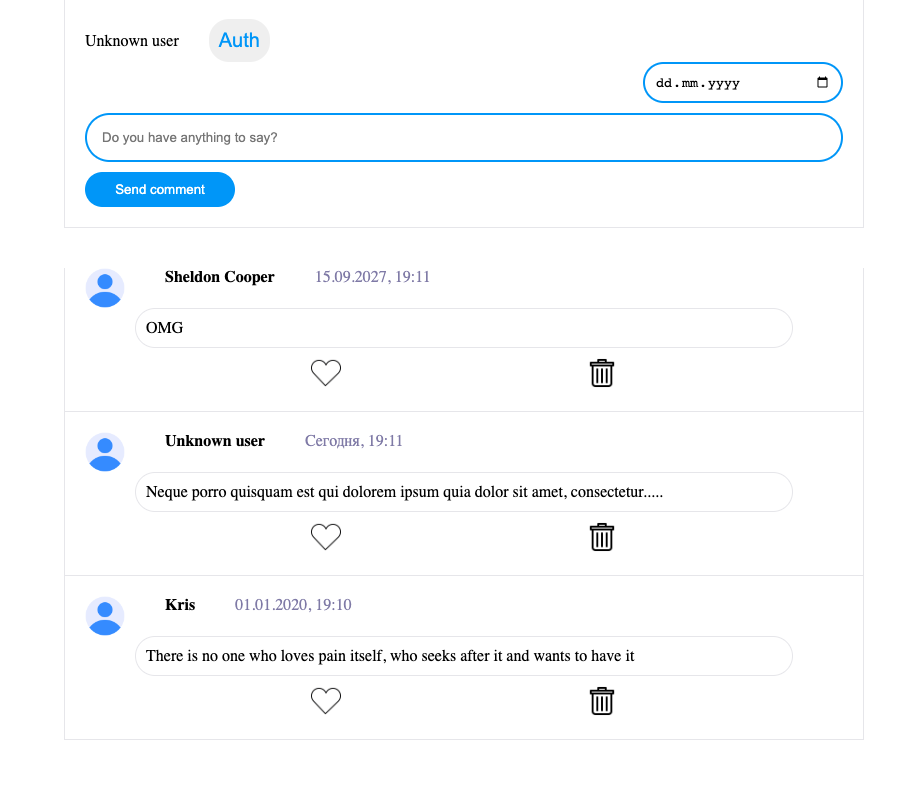 Unknown user Auth
dd.mm.yyyy
Do you have anything to say?
Send comment
Sheldon Cooper 15.09.2027, 19:11
OMG
Unknown user Сегодня, 19:11
Neque porro quisquam est qui dolorem ipsum quia dolor sit amet, consectetur.....
Kris 01.01.2020, 19:10
There is no one who loves pain itself, who seeks after it and wants to have it